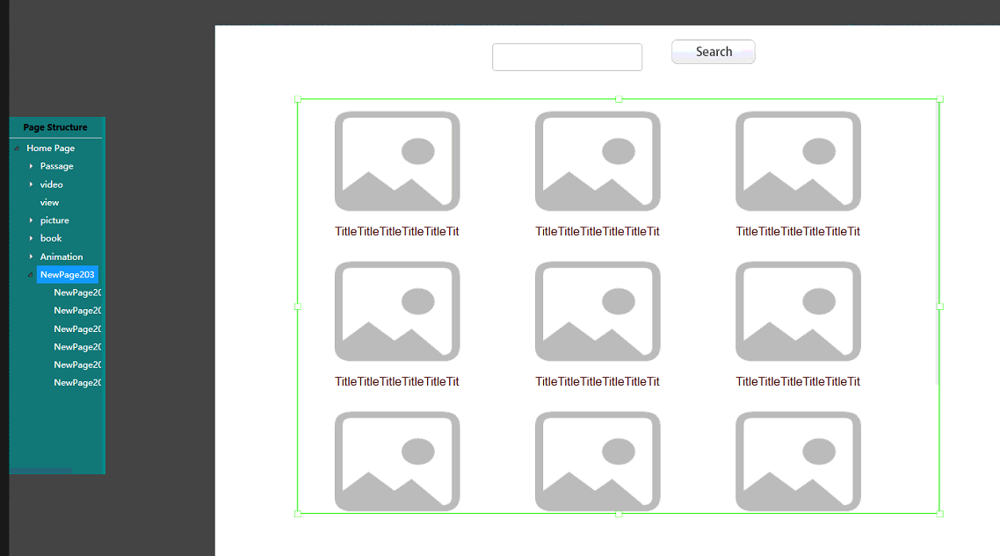 Search
Page Structure
Home Page
Passage
video
view
picture
book
Animation
NewPage203
NewPage20
NewPage20
NewPage20
NewPage20
NewPage20
NewPage20
TitleTitleTitleTitleTitleTit
TitleTitleTitleTitleTitleTit
TitleTitleTitleTitleTitleTit
TitleTitleTitleTitleTitleTit
TitleTitleTitleTitleTitleTit
TitleTitleTitleTitleTitleTit